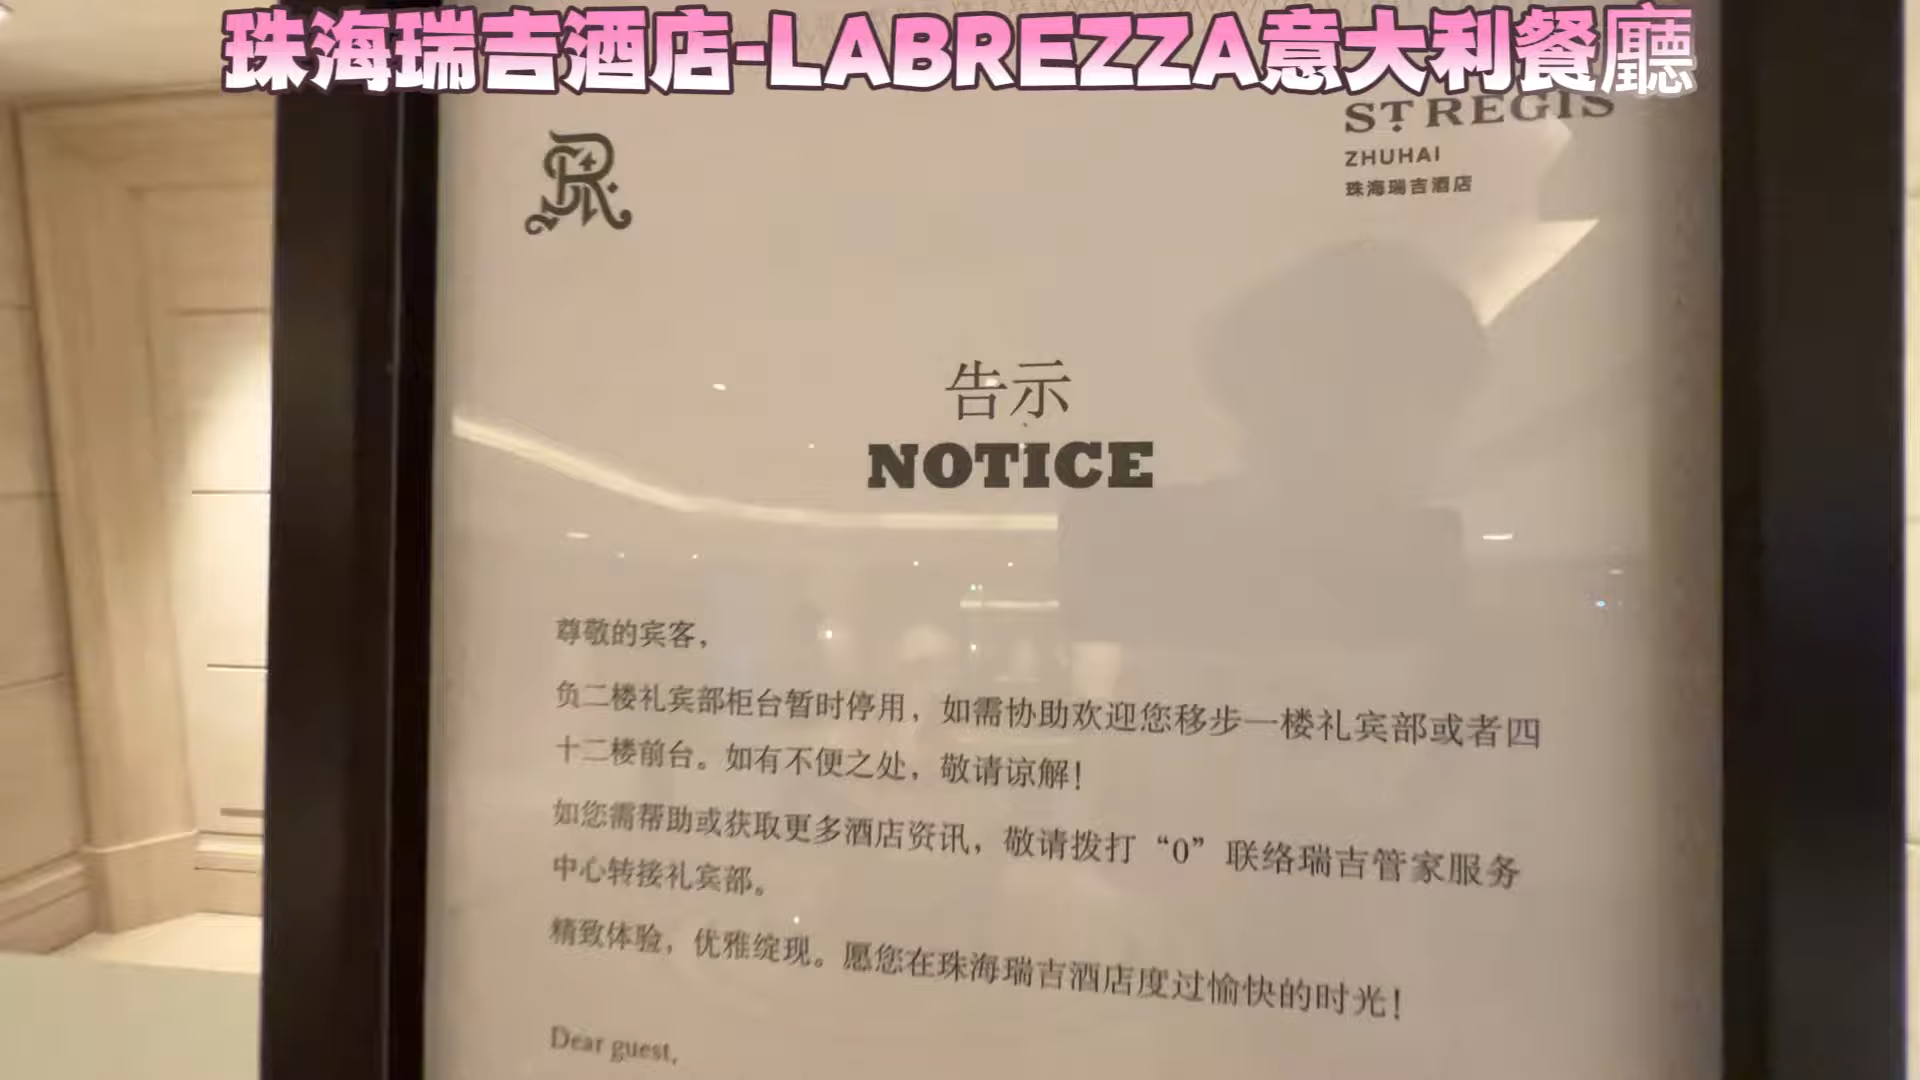 珠海瑞吉酒店-LABREZZA意大利餐廳
ST REGIS
ZHUHAI
珠海瑞吉酒店
告示
NOTICE
尊敬的宾客，
负二楼礼宾部柜台暂时停用，如需协助欢迎您移步一楼礼宾部或者四
十二楼前台。如有不便之处，敬请谅解！
如您需帮助或获取更多酒店资讯，敬请拨打“0”联络瑞吉管家服务
中心转接礼宾部。
精致体验，优雅绽现。愿您在珠海瑞吉酒店度过愉快的时光！
Dear guest,